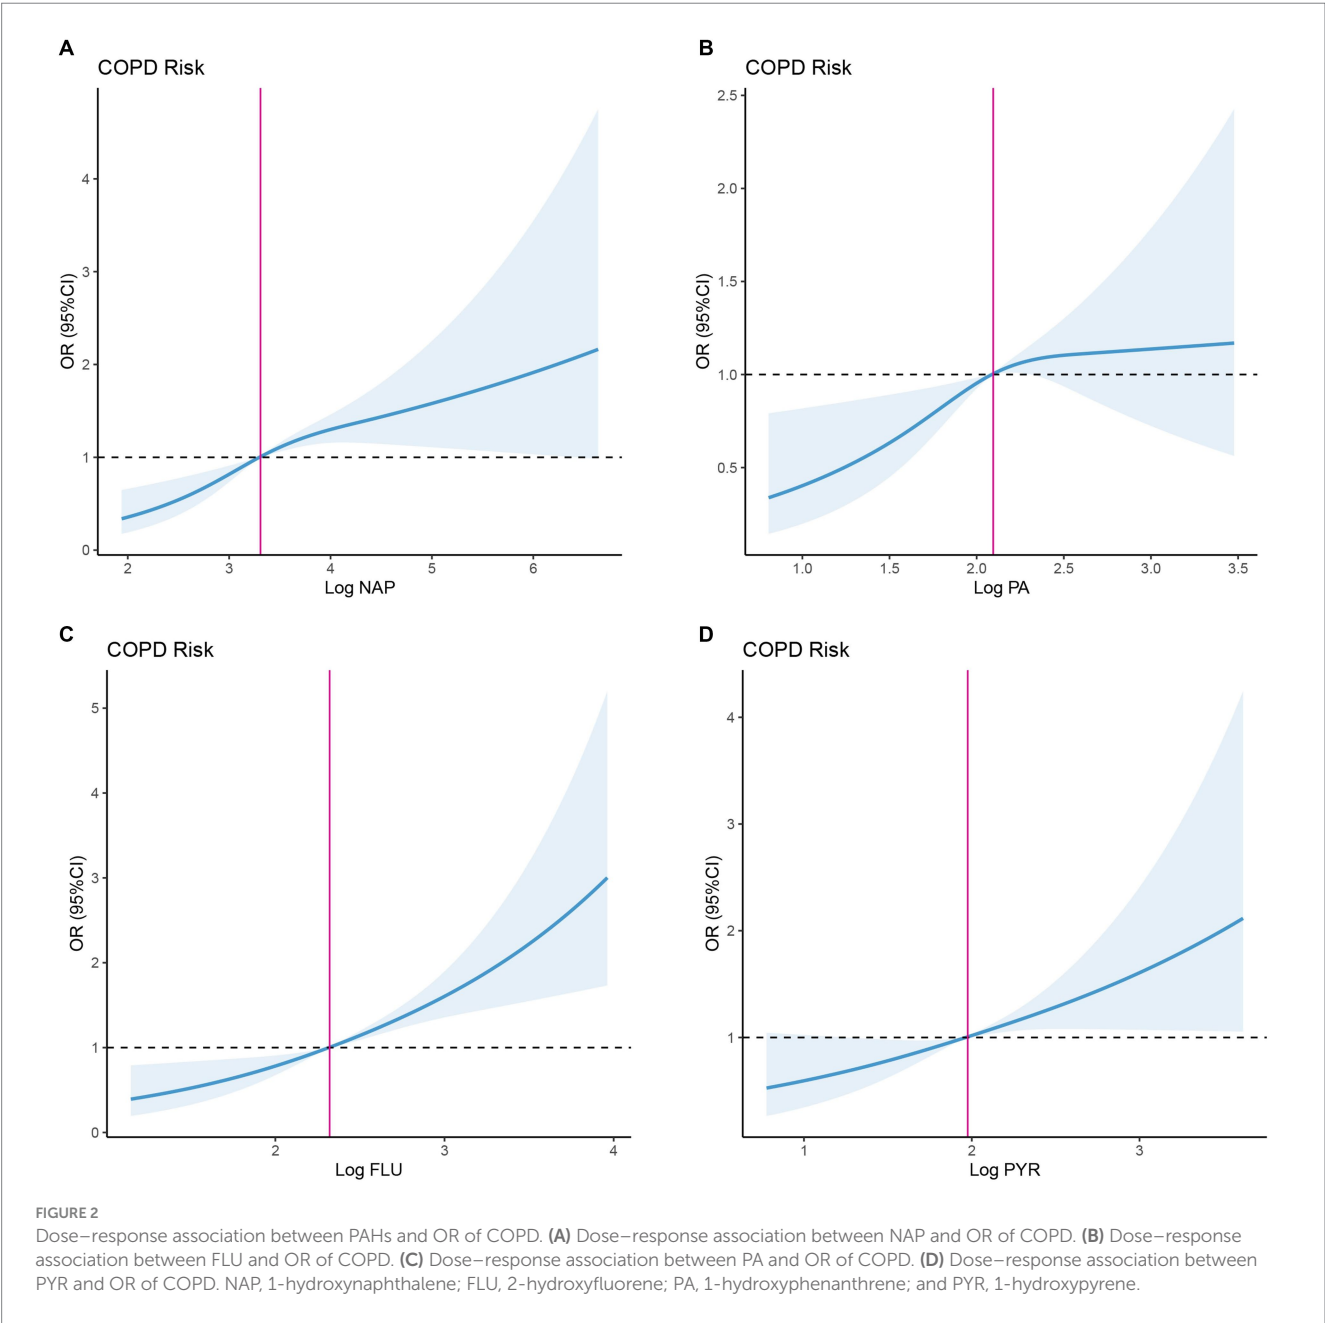 A
COPD Risk
OR (95%CI)
4
3
2
1
0
2 3 4 5 6
Log NAP
B
COPD Risk
OR (95%CI)
2.5
2.0
1.5
1.0
0.5
1.0 1.5 2.0 2.5 3.0 3.5
Log PA
C
COPD Risk
OR (95%CI)
5
4
3
2
1
0
2 3 4
Log FLU
D
COPD Risk
OR (95%CI)
4
3
2
1
1 2 3
Log PYR
FIGURE 2
Dose–response association between PAHs and OR of COPD. (A) Dose–response association between NAP and OR of COPD. (B) Dose–response
association between FLU and OR of COPD. (C) Dose–response association between PA and OR of COPD. (D) Dose–response association between
PYR and OR of COPD. NAP, 1-hydroxynaphthalene; FLU, 2-hydroxyfluorene; PA, 1-hydroxyphenanthrene; and PYR, 1-hydroxypyrene.